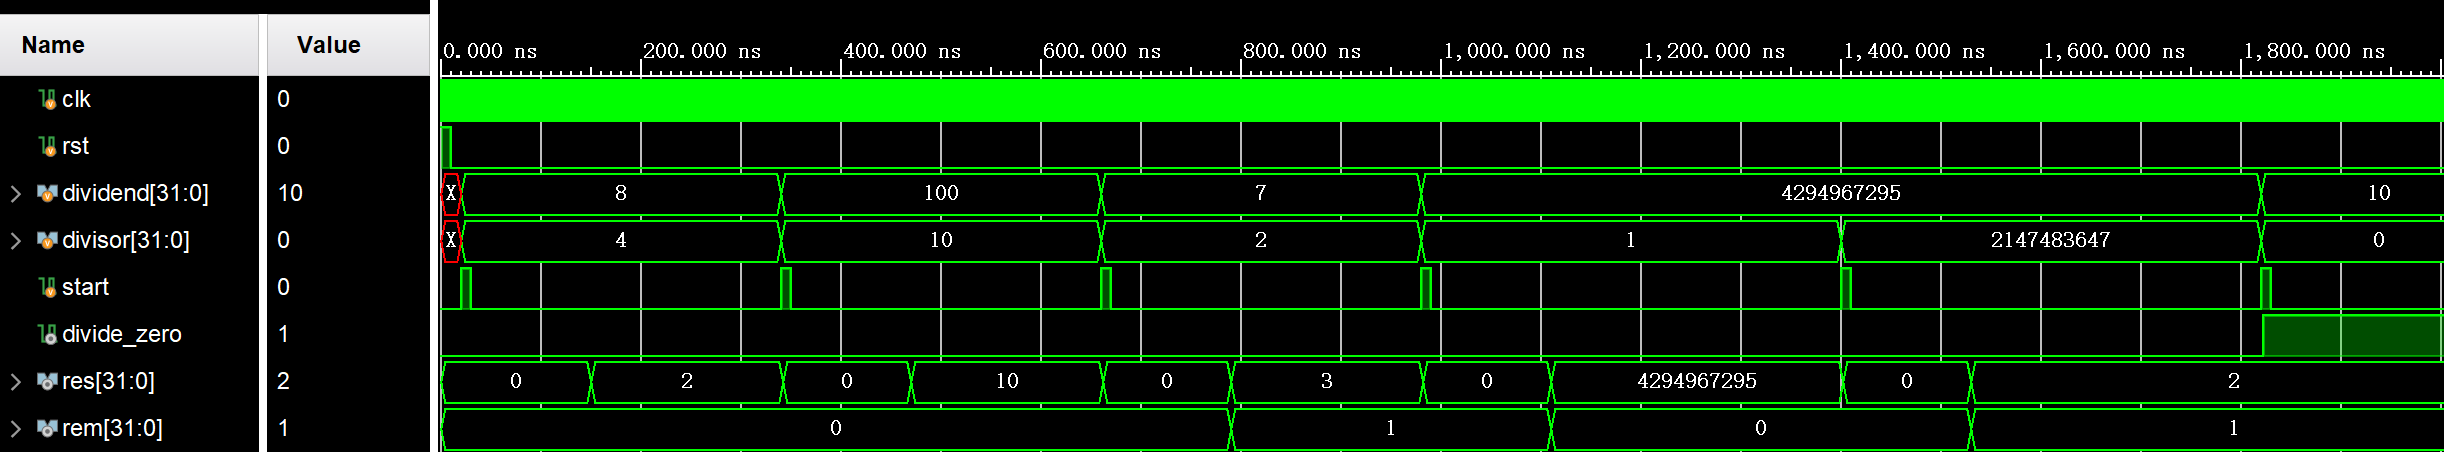 Name Value 0.000 ns 200.000 ns 400.000 ns 600.000 ns 800.000 ns 1,000.000 ns 1,200.000 ns 1,400.000 ns 1,600.000 ns 1,800.000 ns
clk 0
rst 0
dividend[31:0] 10 X 8 100 7 4294967295 10
divisor[31:0] 0 X 4 10 2 1 2147483647 0
start 0
divide_zero 1
res[31:0] 2 0 2 0 10 0 3 0 4294967295 0 2
rem[31:0] 1 0 1 0 1